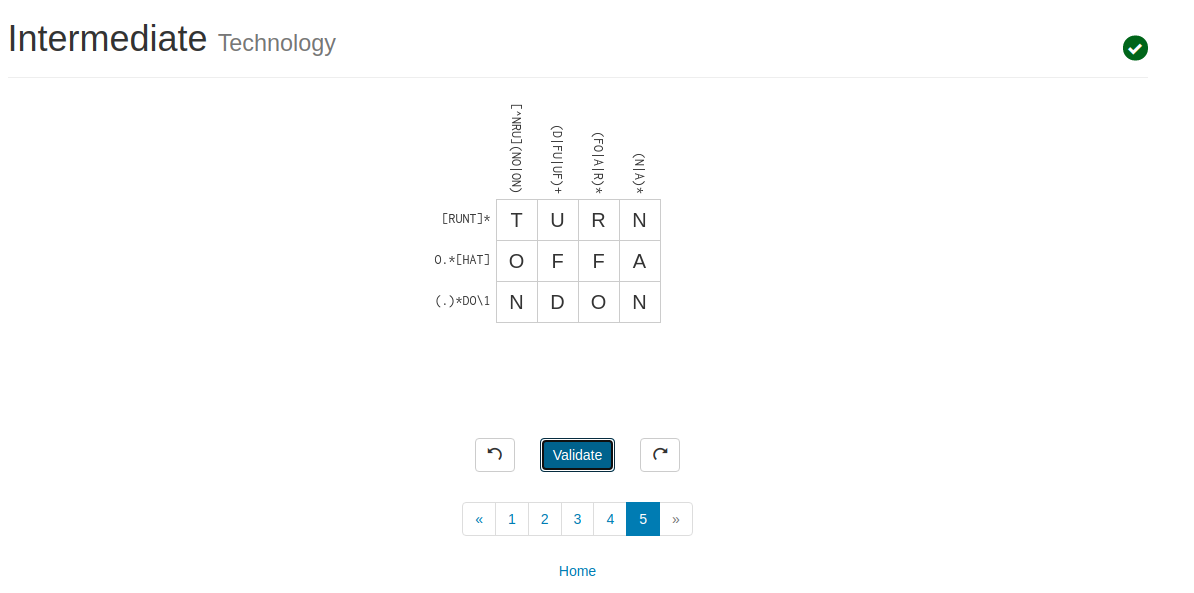 Intermediate Technology
[^NRU](NO|ON)
(D|FU|UF)+
(FO|A|R)*
(N|A)*
[RUNT]* T U R N
O.*[HAT] O F F A
(.)*DO\1 N D O N
Validate
« 1 2 3 4 5 »
Home